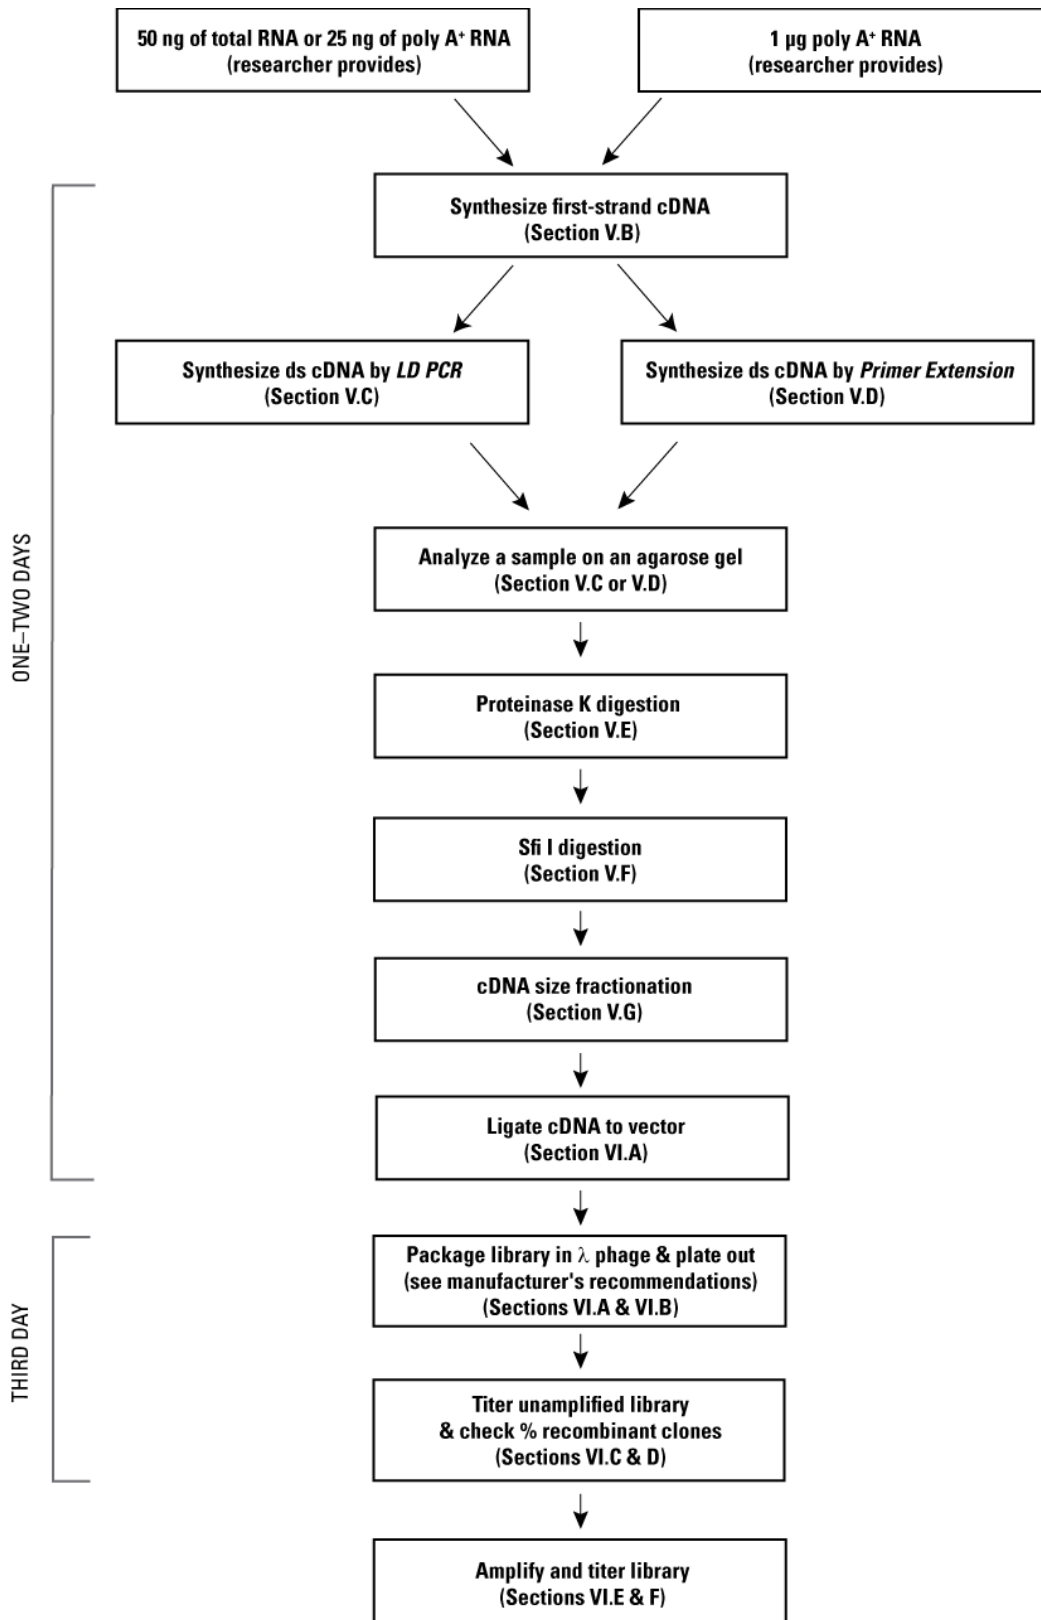 50 ng of total RNA or 25 ng of poly A⁺ RNA
(researcher provides)
1 µg poly A⁺ RNA
(researcher provides)
Synthesize first-strand cDNA
(Section V.B)
Synthesize ds cDNA by LD PCR
(Section V.C)
Synthesize ds cDNA by Primer Extension
(Section V.D)
Analyze a sample on an agarose gel
(Section V.C or V.D)
Proteinase K digestion
(Section V.E)
Sfi I digestion
(Section V.F)
cDNA size fractionation
(Section V.G)
Ligate cDNA to vector
(Section VI.A)
ONE–TWO DAYS
Package library in λ phage & plate out
(see manufacturer's recommendations)
(Sections VI.A & VI.B)
Titer unamplified library
& check % recombinant clones
(Sections VI.C & D)
THIRD DAY
Amplify and titer library
(Sections VI.E & F)